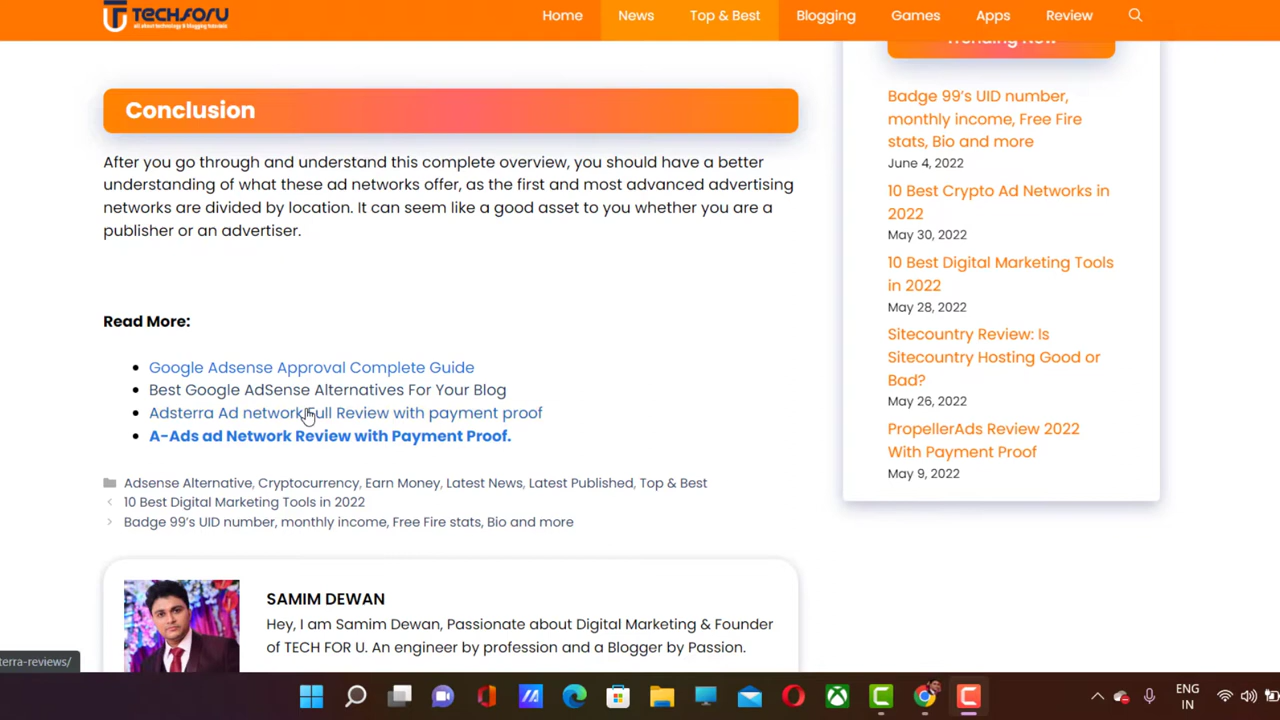 TECHFORU
all about technology & blogging tutorials
Home News Top & Best Blogging Games Apps Review
Conclusion
After you go through and understand this complete overview, you should have a better
understanding of what these ad networks offer, as the first and most advanced advertising
networks are divided by location. It can seem like a good asset to you whether you are a
publisher or an advertiser.
Read More:
Google Adsense Approval Complete Guide
Best Google AdSense Alternatives For Your Blog
Adsterra Ad network Full Review with payment proof
A-Ads ad Network Review with Payment Proof.
Adsense Alternative, Cryptocurrency, Earn Money, Latest News, Latest Published, Top & Best
10 Best Digital Marketing Tools in 2022
Badge 99's UID number, monthly income, Free Fire stats, Bio and more
SAMIM DEWAN
Hey, I am Samim Dewan, Passionate about Digital Marketing & Founder
of TECH FOR U. An engineer by profession and a Blogger by Passion.
Trending Now
Badge 99's UID number,
monthly income, Free Fire
stats, Bio and more
June 4, 2022
10 Best Crypto Ad Networks in
2022
May 30, 2022
10 Best Digital Marketing Tools
in 2022
May 28, 2022
Sitecountry Review: Is
Sitecountry Hosting Good or
Bad?
May 26, 2022
PropellerAds Review 2022
With Payment Proof
May 9, 2022
terra-reviews/
ENG
IN